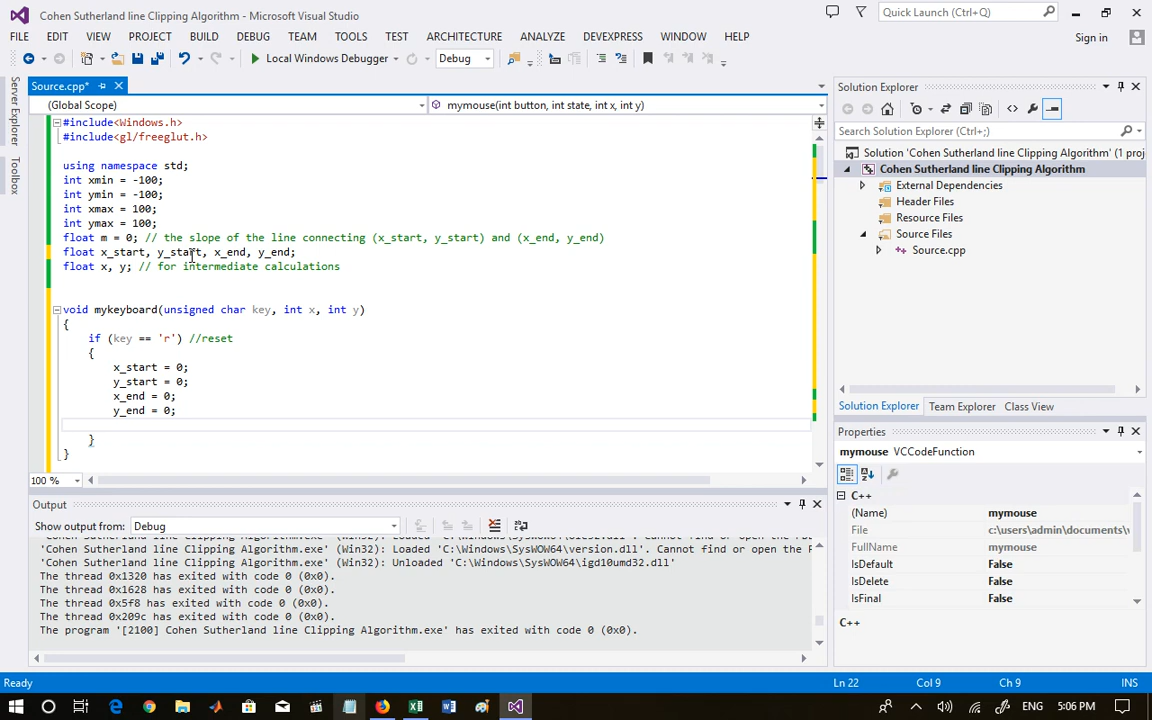 Cohen Sutherland line Clipping Algorithm - Microsoft Visual Studio
Quick Launch (Ctrl+Q)
FILE EDIT VIEW PROJECT BUILD DEBUG TEAM TOOLS TEST ARCHITECTURE ANALYZE DEVEXPRESS WINDOW HELP
Sign in
Local Windows Debugger Debug
Server Explorer
Toolbox
Source.cpp*
(Global Scope) mymouse(int button, int state, int x, int y)
#include<Windows.h>
#include<gl/freeglut.h>
using namespace std;
int xmin = -100;
int ymin = -100;
int xmax = 100;
int ymax = 100;
float m = 0; // the slope of the line connecting (x_start, y_start) and (x_end, y_end)
float x_start, y_start, x_end, y_end;
float x, y; // for intermediate calculations
void mykeyboard(unsigned char key, int x, int y)
{
if (key == 'r') //reset
{
x_start = 0;
y_start = 0;
x_end = 0;
y_end = 0;
}
}
100 %
Output
Show output from: Debug
'Cohen Sutherland line Clipping Algorithm.exe' (Win32): Loaded 'C:\Windows\SysWOW64\version.dll'. Cannot find or open the P
'Cohen Sutherland line Clipping Algorithm.exe' (Win32): Unloaded 'C:\Windows\SysWOW64\igd10umd32.dll'
The thread 0x1320 has exited with code 0 (0x0).
The thread 0x1628 has exited with code 0 (0x0).
The thread 0x5f8 has exited with code 0 (0x0).
The thread 0x209c has exited with code 0 (0x0).
The program '[2100] Cohen Sutherland line Clipping Algorithm.exe' has exited with code 0 (0x0).
Solution Explorer
Search Solution Explorer (Ctrl+;)
Solution 'Cohen Sutherland line Clipping Algorithm' (1 proj
Cohen Sutherland line Clipping Algorithm
External Dependencies
Header Files
Resource Files
Source Files
Source.cpp
Solution Explorer Team Explorer Class View
Properties
mymouse VCCodeFunction
C++
(Name) mymouse
File c:\users\admin\documents\v
FullName mymouse
IsDefault False
IsDelete False
IsFinal False
C++
Ready Ln 22 Col 9 Ch 9 INS
ENG 5:06 PM